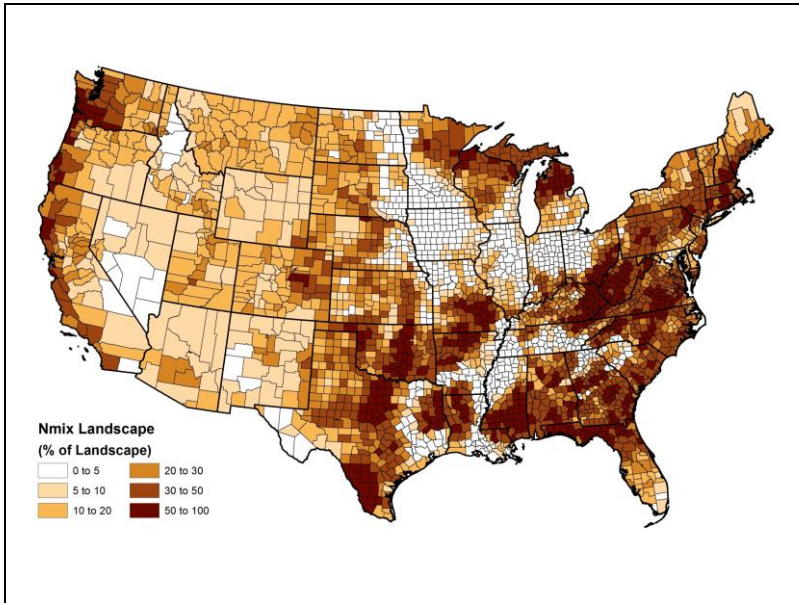 Nmix Landscape
(% of Landscape)
0 to 5 20 to 30
5 to 10 30 to 50
10 to 20 50 to 100